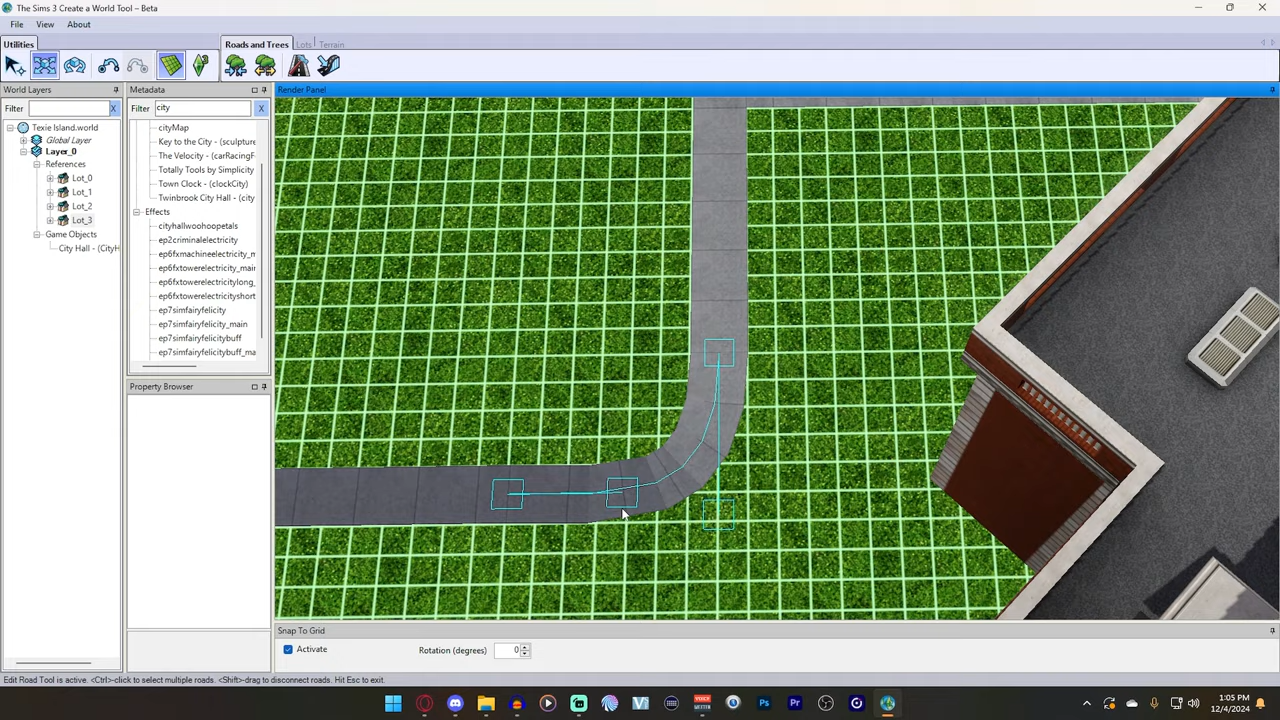 The Sims 3 Create a World Tool – Beta
File View About
Utilities
Roads and Trees Lots Terrain
World Layers
Metadata
Render Panel
Filter X
Filter city X
Texie Island.world
Global Layer
Layer_0
References
Lot_0
Lot_1
Lot_2
Lot_3
Game Objects
City Hall - (CityH
cityMap
Key to the City - (sculpture
The Velocity - (carRacingF
Totally Tools by Simplicity
Town Clock - (clockCity)
Twinbrook City Hall - (city
Effects
cityhallwoohoopetals
ep2criminalelectricity
ep6fxmachineelectricity_m
ep6fxtowerelectricity_mai
ep6fxtowerelectricitylong_
ep6fxtowerelectricityshort
ep7simfairyfelicity
ep7simfairyfelicity_main
ep7simfairyfelicitybuff
ep7simfairyfelicitybuff_ma
Property Browser
Snap To Grid
Activate
Rotation (degrees) 0
Edit Road Tool is active. <Ctrl>-click to select multiple roads. <Shift>-drag to disconnect roads. Hit Esc to exit.
Ps
Pr
1:05 PM
12/4/2024